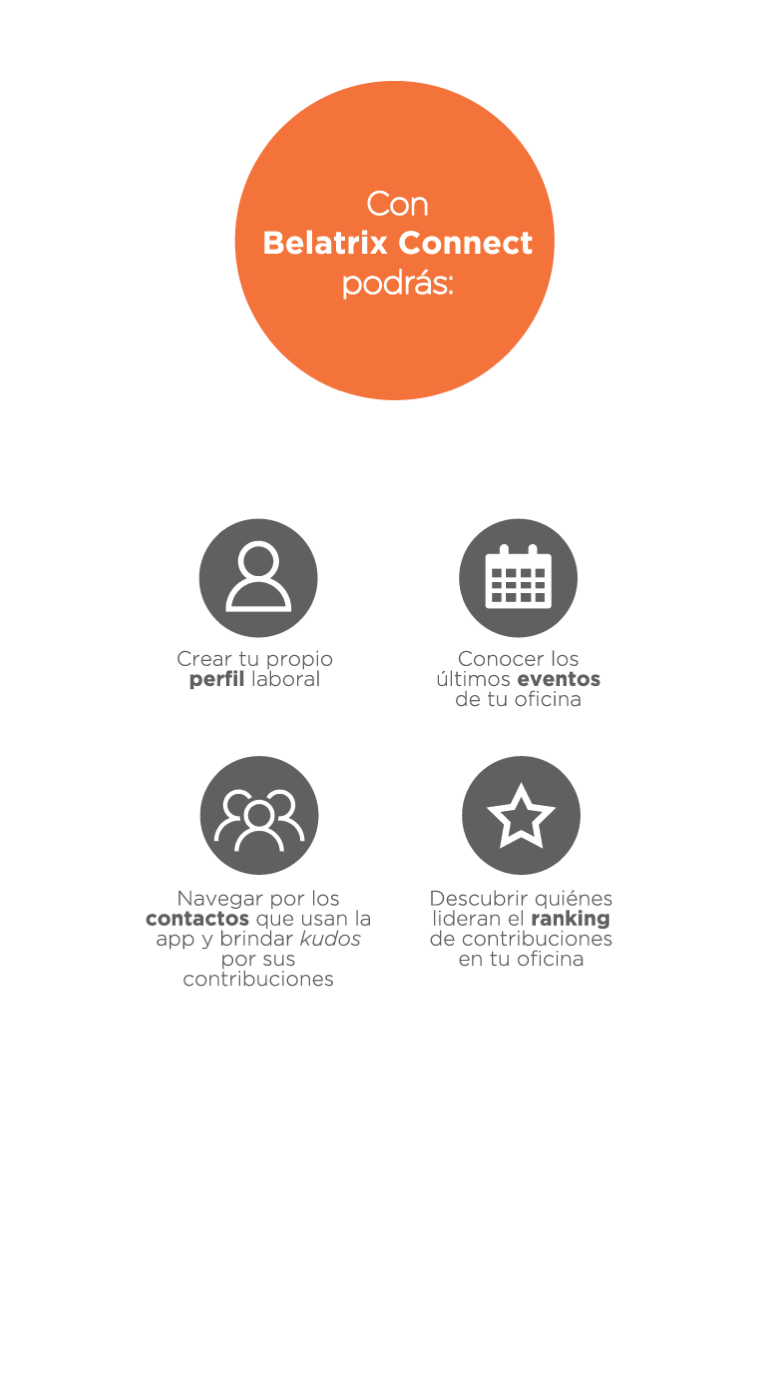 Con
Belatrix Connect
podrás:
Crear tu propio
perfil laboral
Conocer los
últimos eventos
de tu oficina
Navegar por los
contactos que usan la
app y brindar kudos
por sus
contribuciones
Descubrir quiénes
lideran el ranking
de contribuciones
en tu oficina